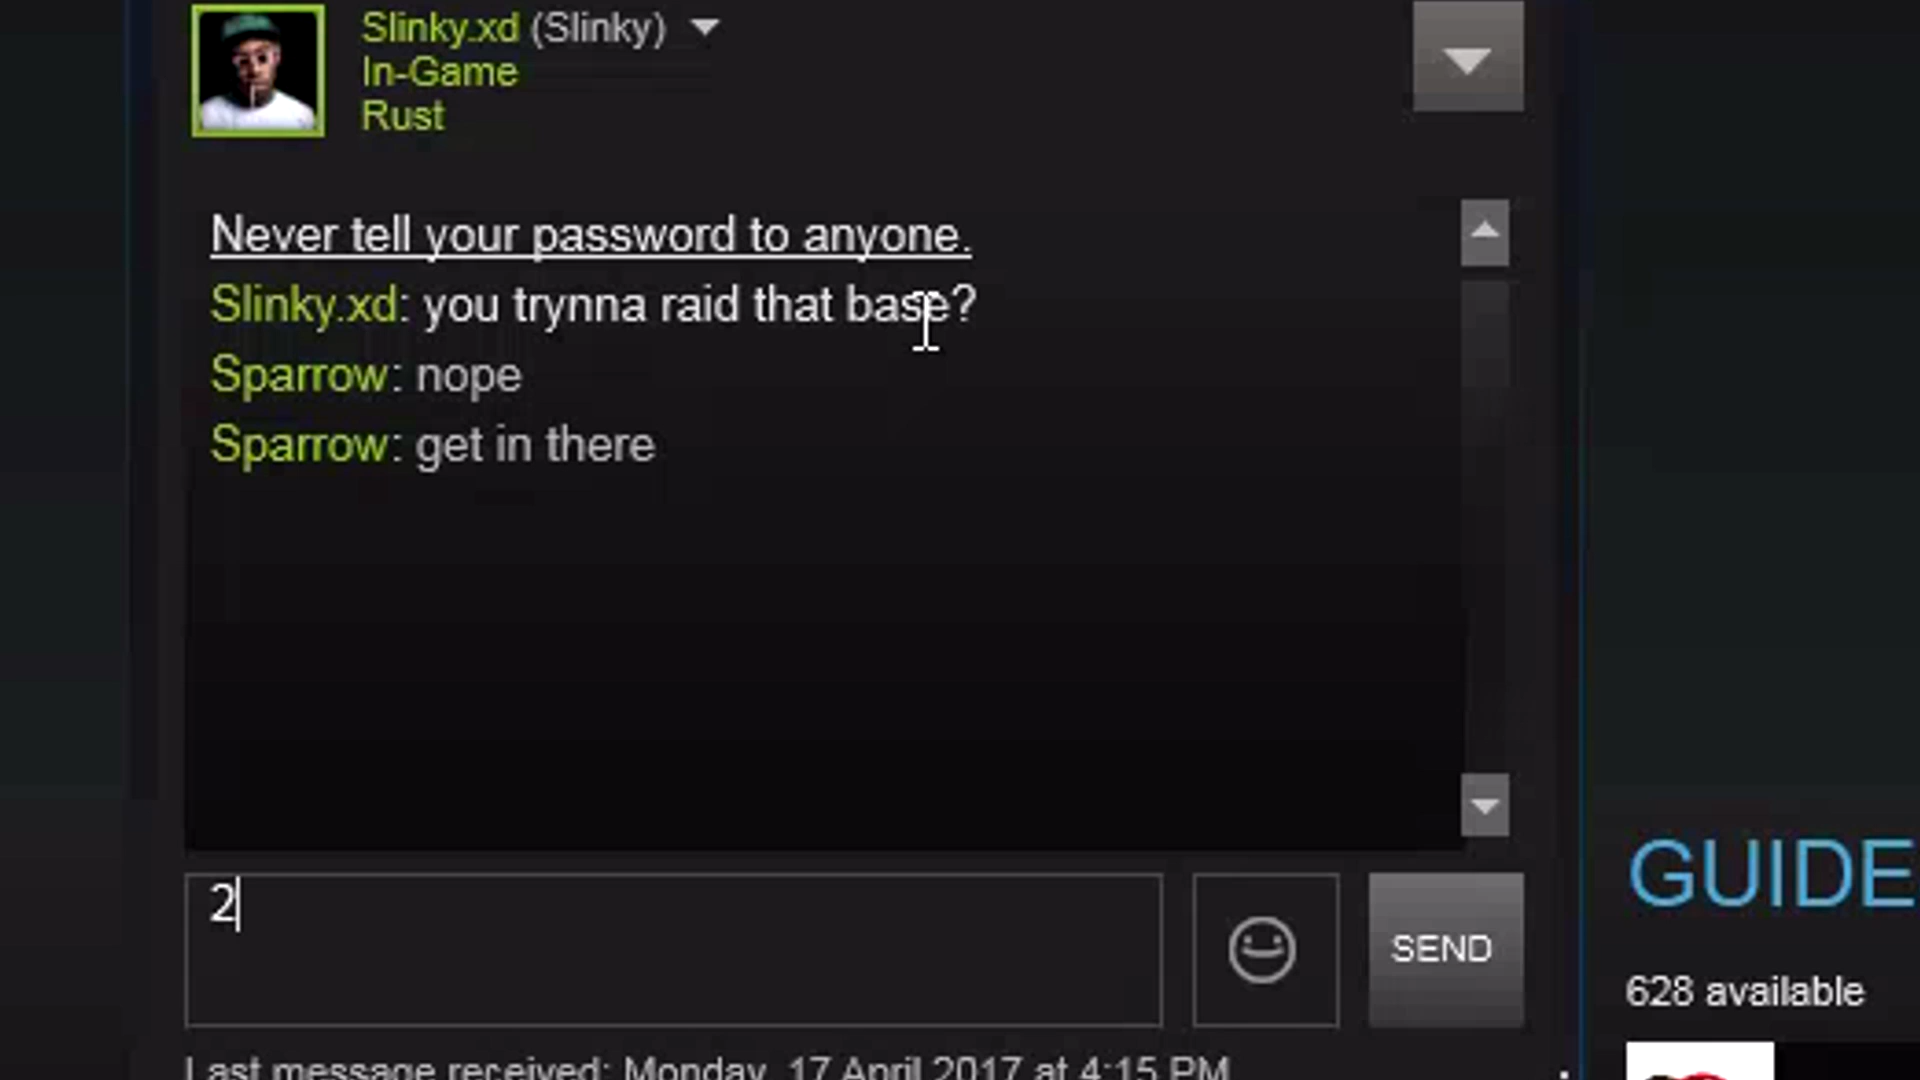 Slinky.xd (Slinky)
In-Game
Rust
Never tell your password to anyone.
Slinky.xd: you trynna raid that base?
Sparrow: nope
Sparrow: get in there
2
SEND
Last message received: Monday, 17 April 2017 at 4:15 PM
GUIDE
628 available